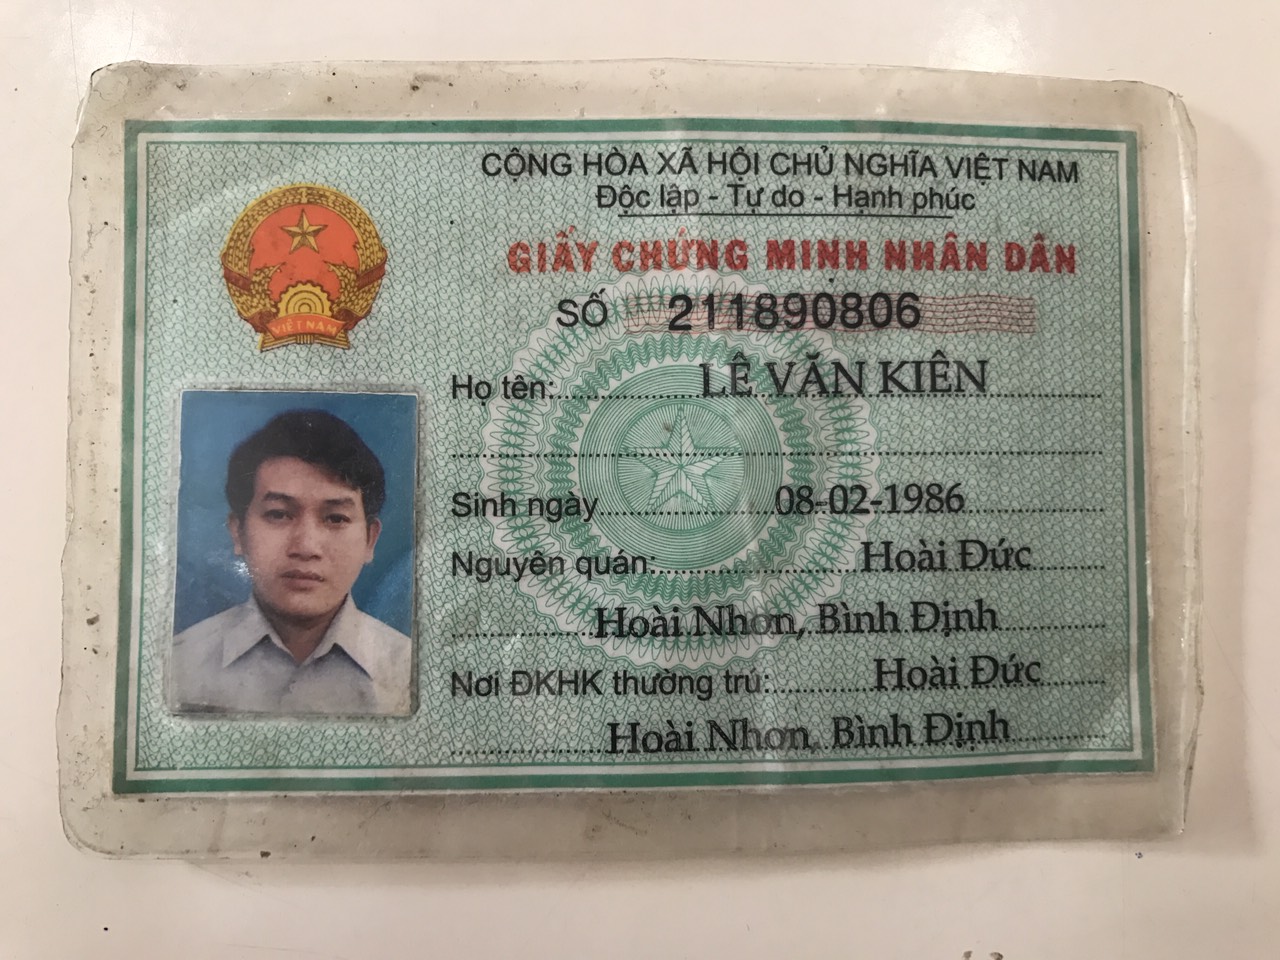 CỘNG HÒA XÃ HỘI CHỦ NGHĨA VIỆT NAM
Độc lập - Tự do - Hạnh phúc
GIẤY CHỨNG MINH NHÂN DÂN
SỐ 211890806
VIỆT NAM
Họ tên: LÊ VĂN KIÊN
Sinh ngày 08-02-1986
Nguyên quán: Hoài Đức
Hoài Nhơn, Bình Định
Nơi ĐKHK thường trú: Hoài Đức
Hoài Nhơn, Bình Định